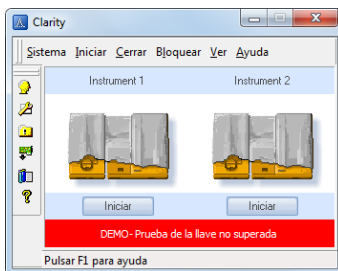 Clarity
Sistema Iniciar Cerrar Bloquear Ver Ayuda
Instrument 1 Instrument 2
Iniciar Iniciar
DEMO- Prueba de la llave no superada
Pulsar F1 para ayuda